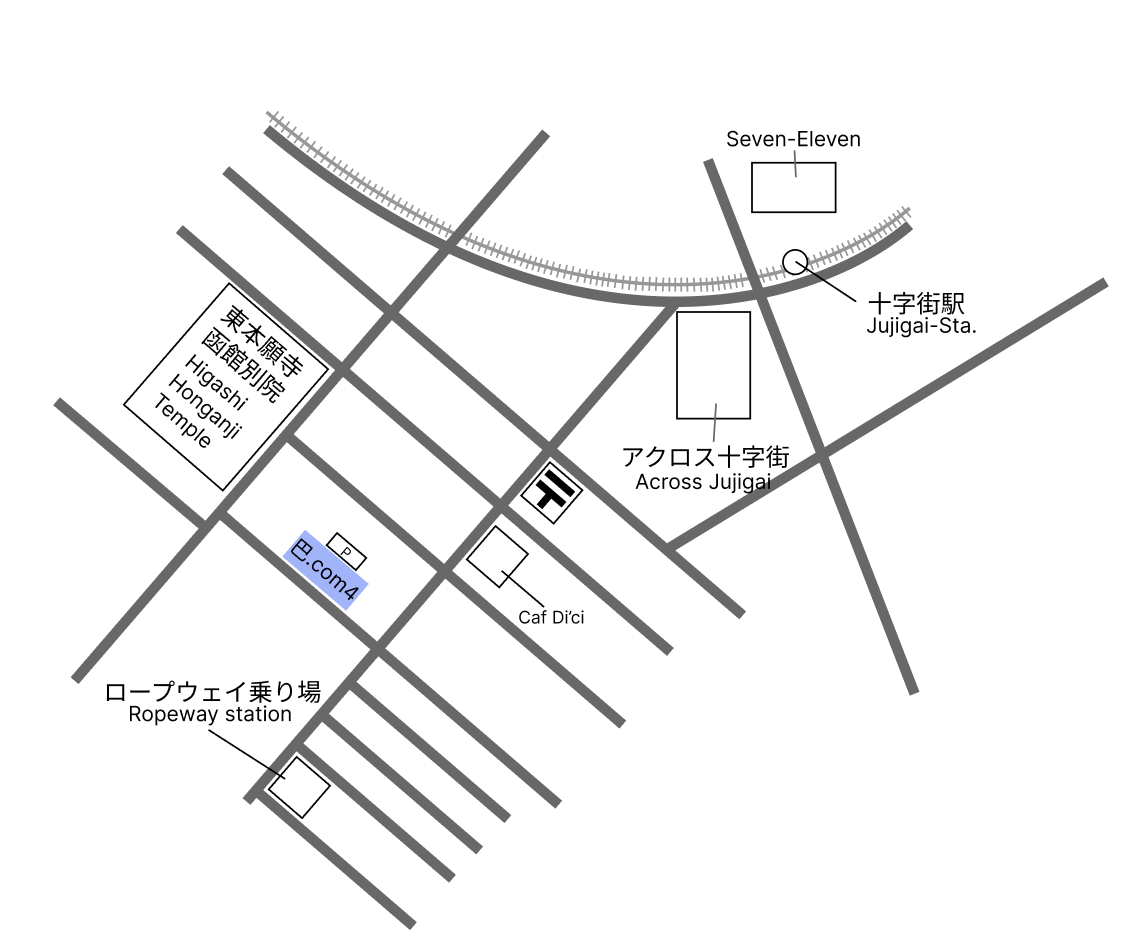 Seven-Eleven
十字街駅
Jujigai-Sta.
東本願寺
函館別院
Higashi
Honganji
Temple
アクロス十字街
Across Jujigai
〒
P
巴.com4
Caf Di’ci
ロープウェイ乗り場
Ropeway station